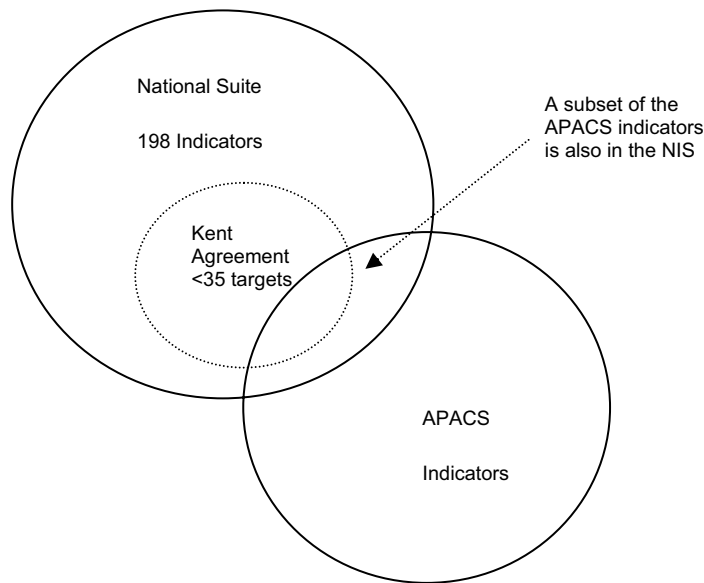 National Suite
198 Indicators
A subset of the
APACS indicators
is also in the NIS
Kent
Agreement
<35 targets
APACS
Indicators